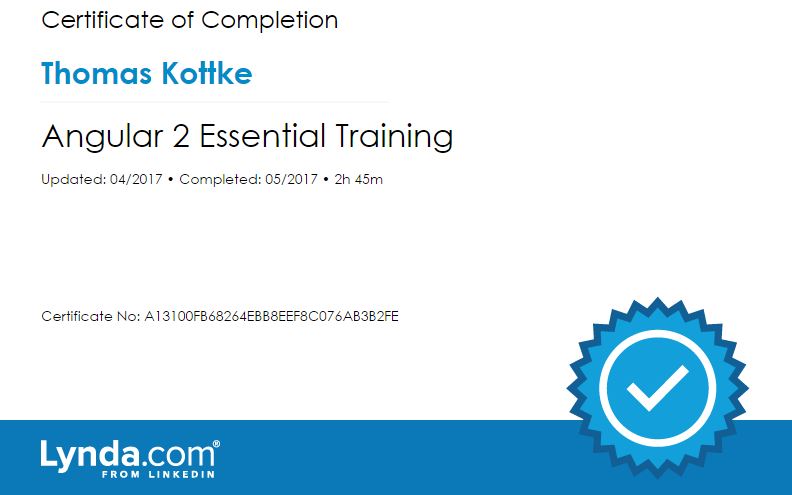 Certificate of Completion
Thomas Kottke
Angular 2 Essential Training
Updated: 04/2017 • Completed: 05/2017 • 2h 45m
Certificate No: A13100FB68264EBB8EEF8C076AB3B2FE
Lynda.com®
FROM LINKEDIN